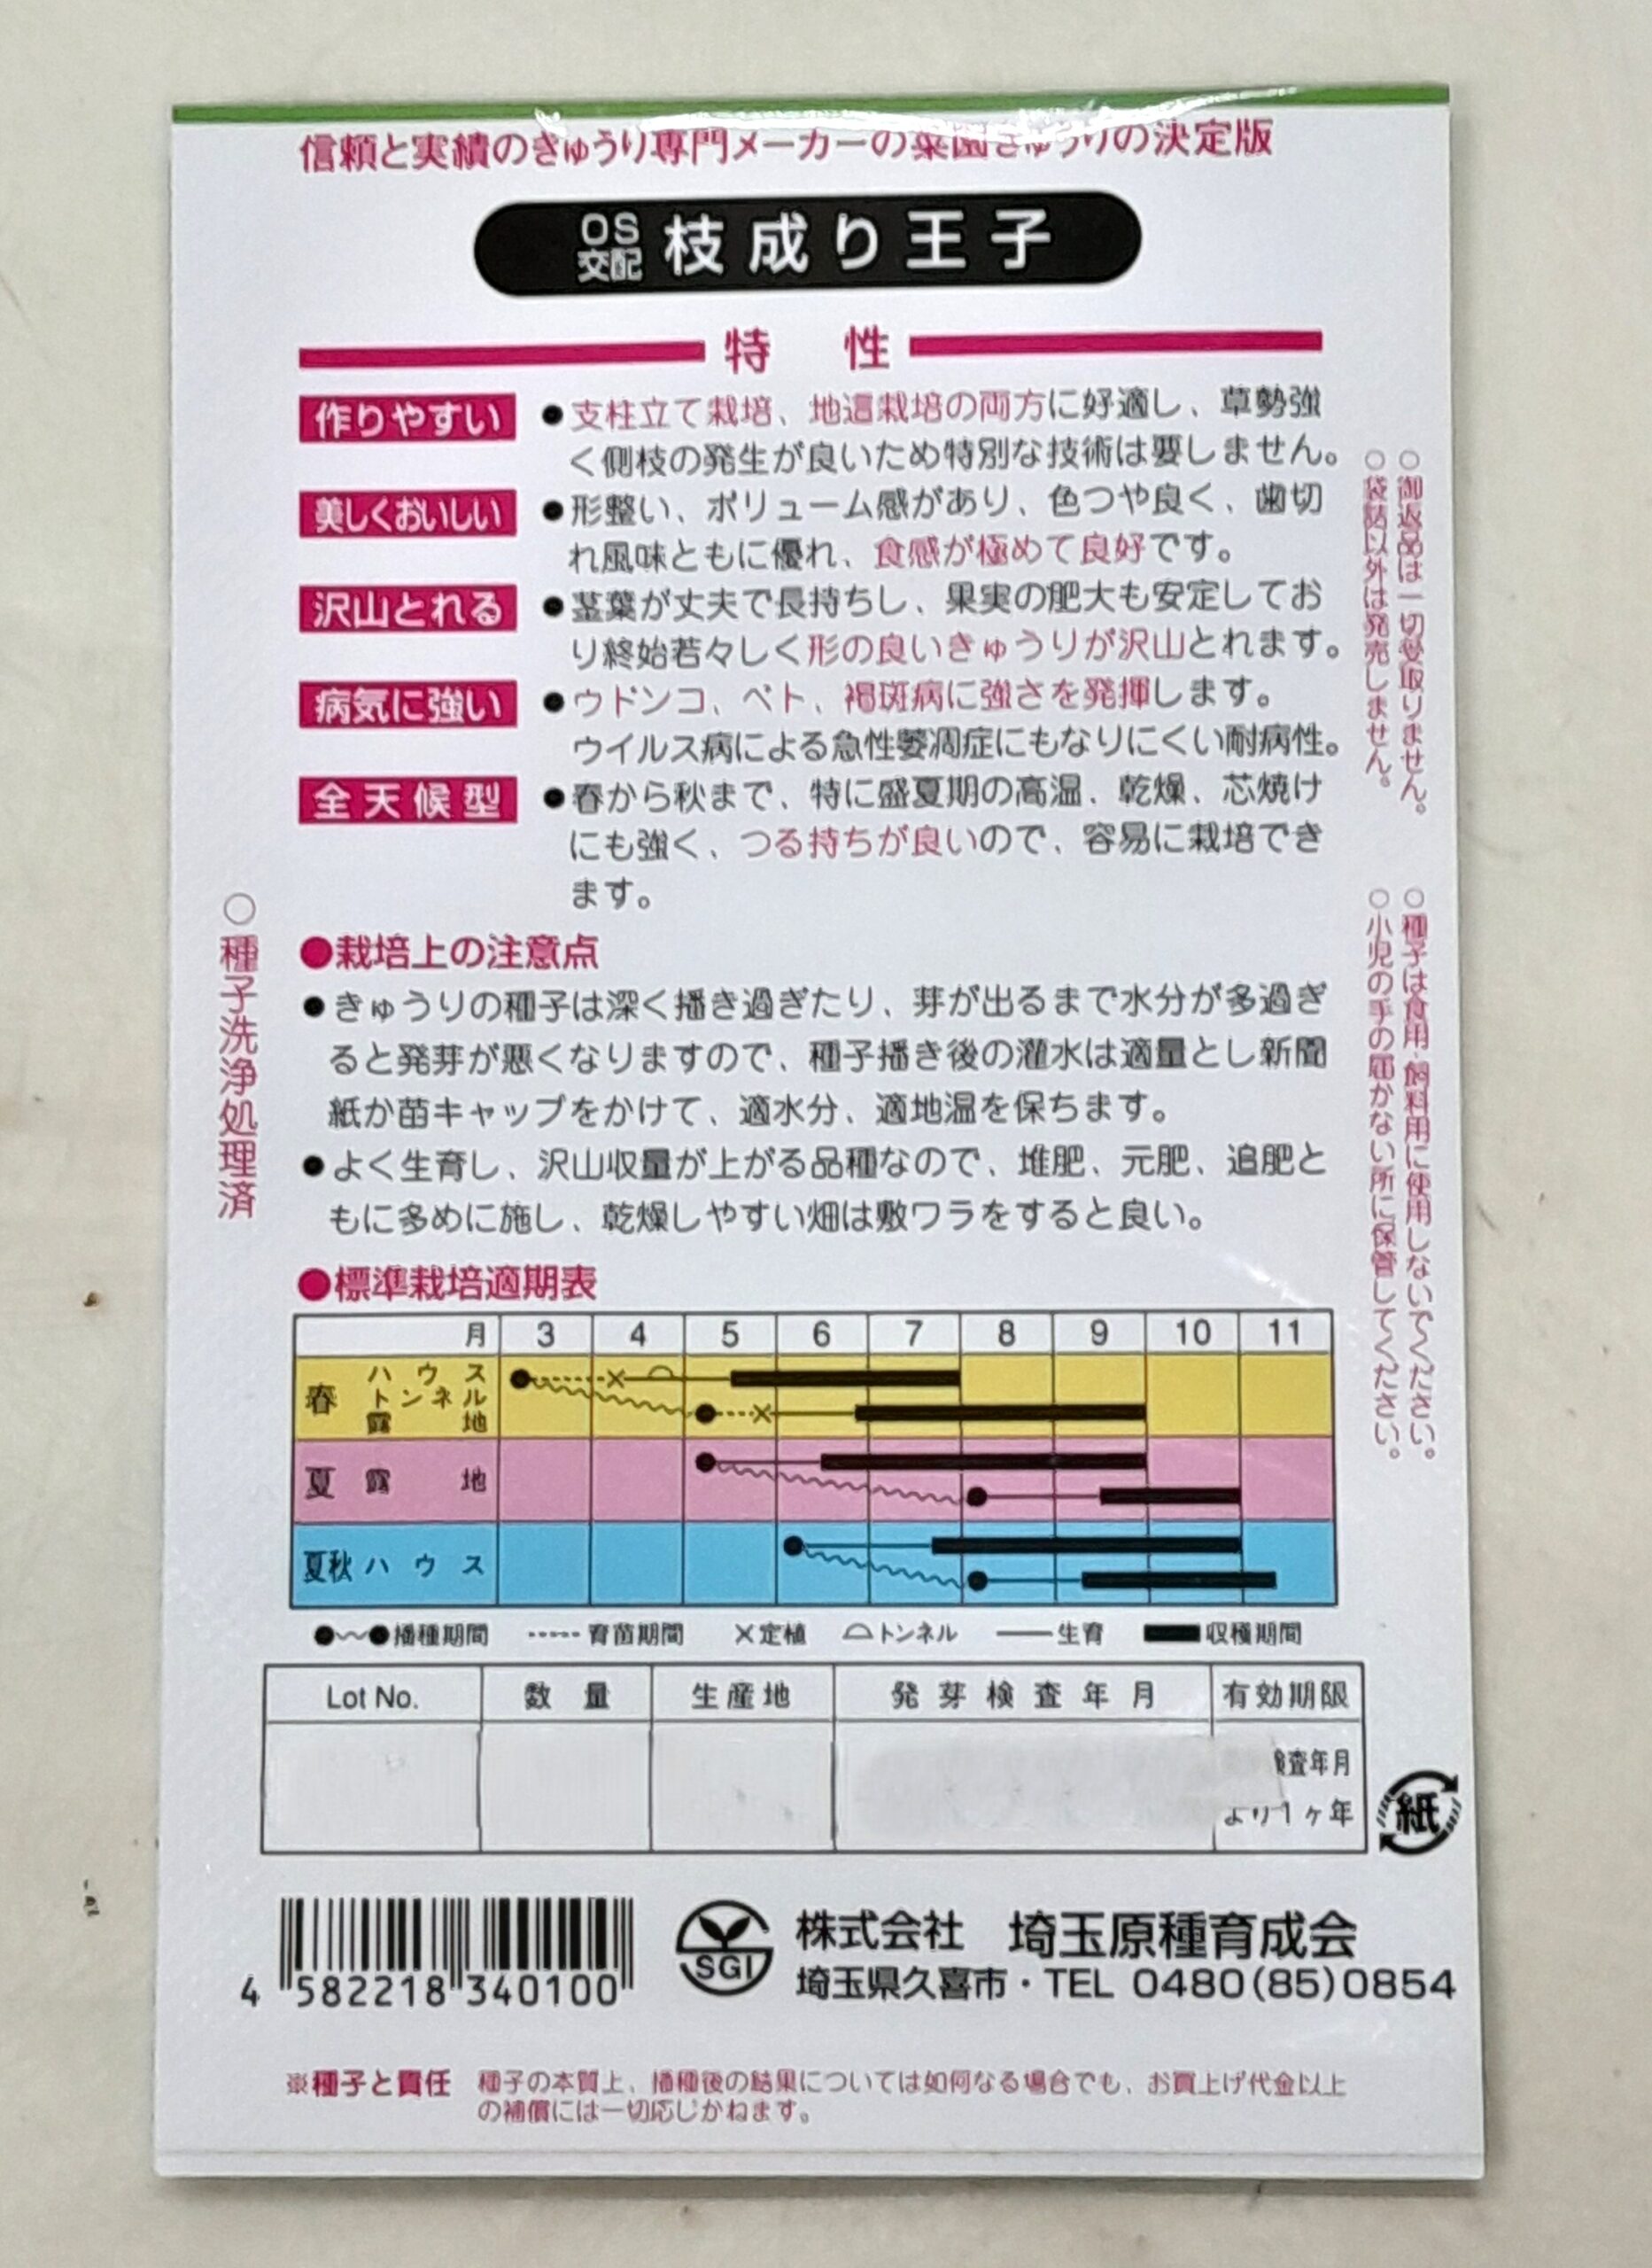 信頼と実績のきゅうり専門メーカーの菜園きゅうりの決定版
OS交配 枝成り王子
特 性
作りやすい
●支柱立て栽培、地這栽培の両方に好適し、草勢強
く側枝の発生が良いため特別な技術は要しません。
美しくおいしい
●形整い、ボリューム感があり、色つや良く、歯切
れ風味ともに優れ、食感が極めて良好です。
沢山とれる
●茎葉が丈夫で長持ちし、果実の肥大も安定してお
り終始若々しく形の良いきゅうりが沢山とれます。
病気に強い
●ウドンコ、ベト、褐斑病に強さを発揮します。
ウイルス病による急性萎凋症にもなりにくい耐病性。
全天候型
●春から秋まで、特に盛夏期の高温、乾燥、芯焼け
にも強く、つる持ちが良いので、容易に栽培でき
ます。
○御返品は一切受取りません。
○袋詰以外は発売しません。
○種子は食用・飼料用に使用しないでください。
○小児の手の届かない所に保管してください。
○種子洗浄処理済
●栽培上の注意点
●きゅうりの種子は深く播き過ぎたり、芽が出るまで水分が多過ぎ
ると発芽が悪くなりますので、種子播き後の灌水は適量とし新聞
紙か苗キャップをかけて、適水分、適地温を保ちます。
●よく生育し、沢山収量が上がる品種なので、堆肥、元肥、追肥と
もに多めに施し、乾燥しやすい畑は敷ワラをすると良い。
●標準栽培適期表
月 3 4 5 6 7 8 9 10 11
春 ハウス
トンネル
露地
夏 露地
夏秋 ハウス
播種期間 育苗期間 定植 トンネル 生育 収穫期間
Lot No. 数量 生産地 発芽検査年月 有効期限
検査年月
より1ヶ年
紙
4 582218 340100
SGI
株式会社 埼玉原種育成会
埼玉県久喜市・TEL 0480(85)0854
※種子と責任 種子の本質上、播種後の結果については如何なる場合でも、お買上げ代金以上
の補償には一切応じかねます。